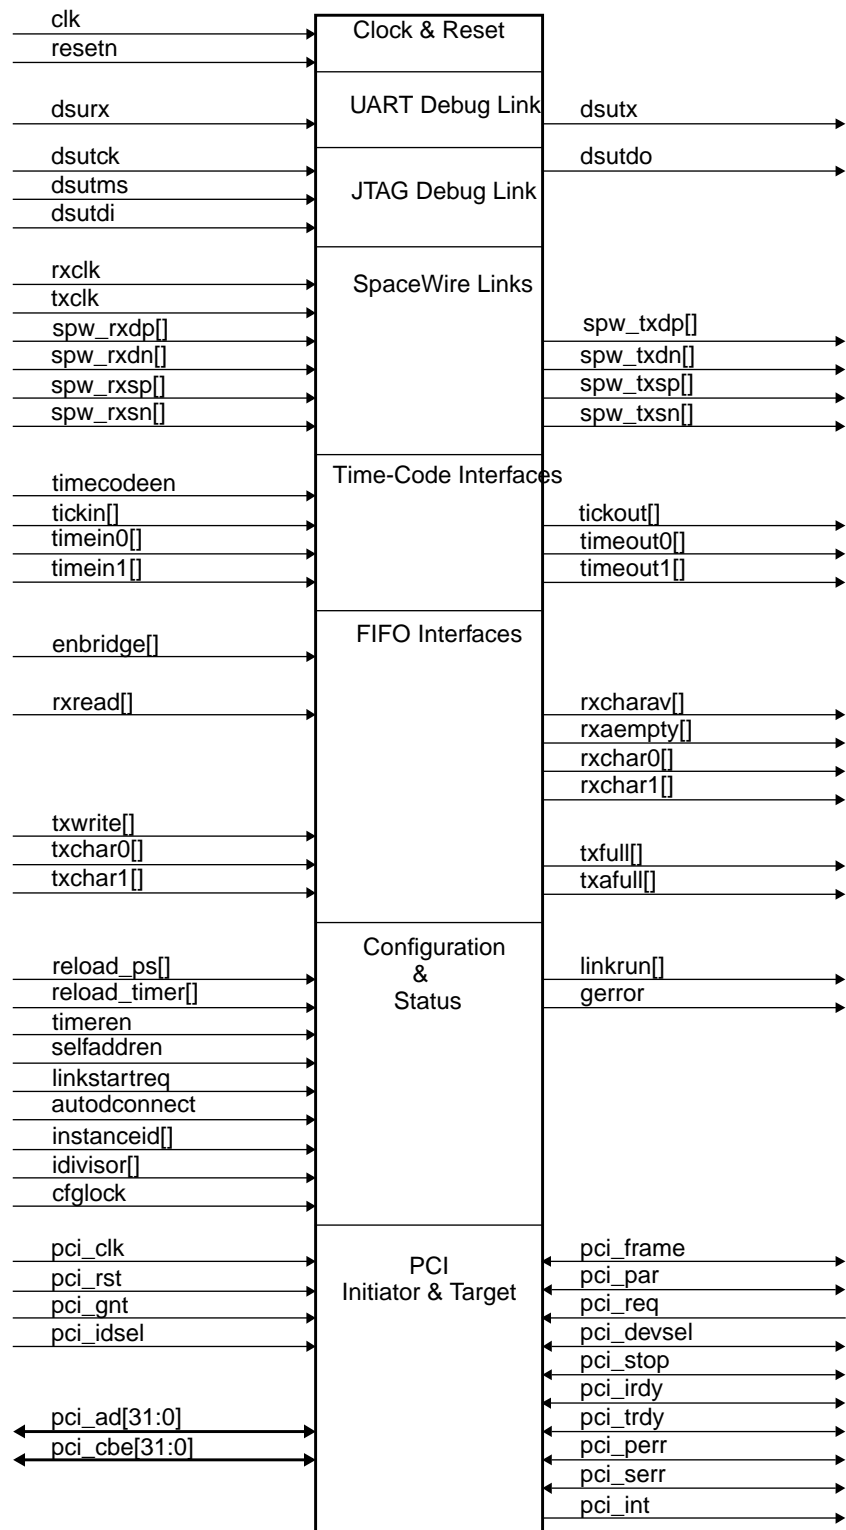 clk
Clock & Reset
resetn
dsurx
UART Debug Link
dsutx
dsutck
dsutdo
dsutms
JTAG Debug Link
dsutdi
rxclk
SpaceWire Links
txclk
spw_rxdp[]
spw_txdp[]
spw_rxdn[]
spw_txdn[]
spw_rxsp[]
spw_txsp[]
spw_rxsn[]
spw_txsn[]
Time-Code Interfaces
timecodeen
tickin[]
tickout[]
timein0[]
timeout0[]
timein1[]
timeout1[]
FIFO Interfaces
enbridge[]
rxread[]
rxcharav[]
rxaempty[]
rxchar0[]
rxchar1[]
txwrite[]
txchar0[]
txfull[]
txchar1[]
txafull[]
Configuration
&
Status
reload_ps[]
linkrun[]
reload_timer[]
gerror
timeren
selfaddren
linkstartreq
autodconnect
instanceid[]
idivisor[]
cfglock
pci_clk
pci_frame
PCI
Initiator & Target
pci_rst
pci_par
pci_gnt
pci_req
pci_idsel
pci_devsel
pci_stop
pci_irdy
pci_ad[31:0]
pci_trdy
pci_cbe[31:0]
pci_perr
pci_serr
pci_int